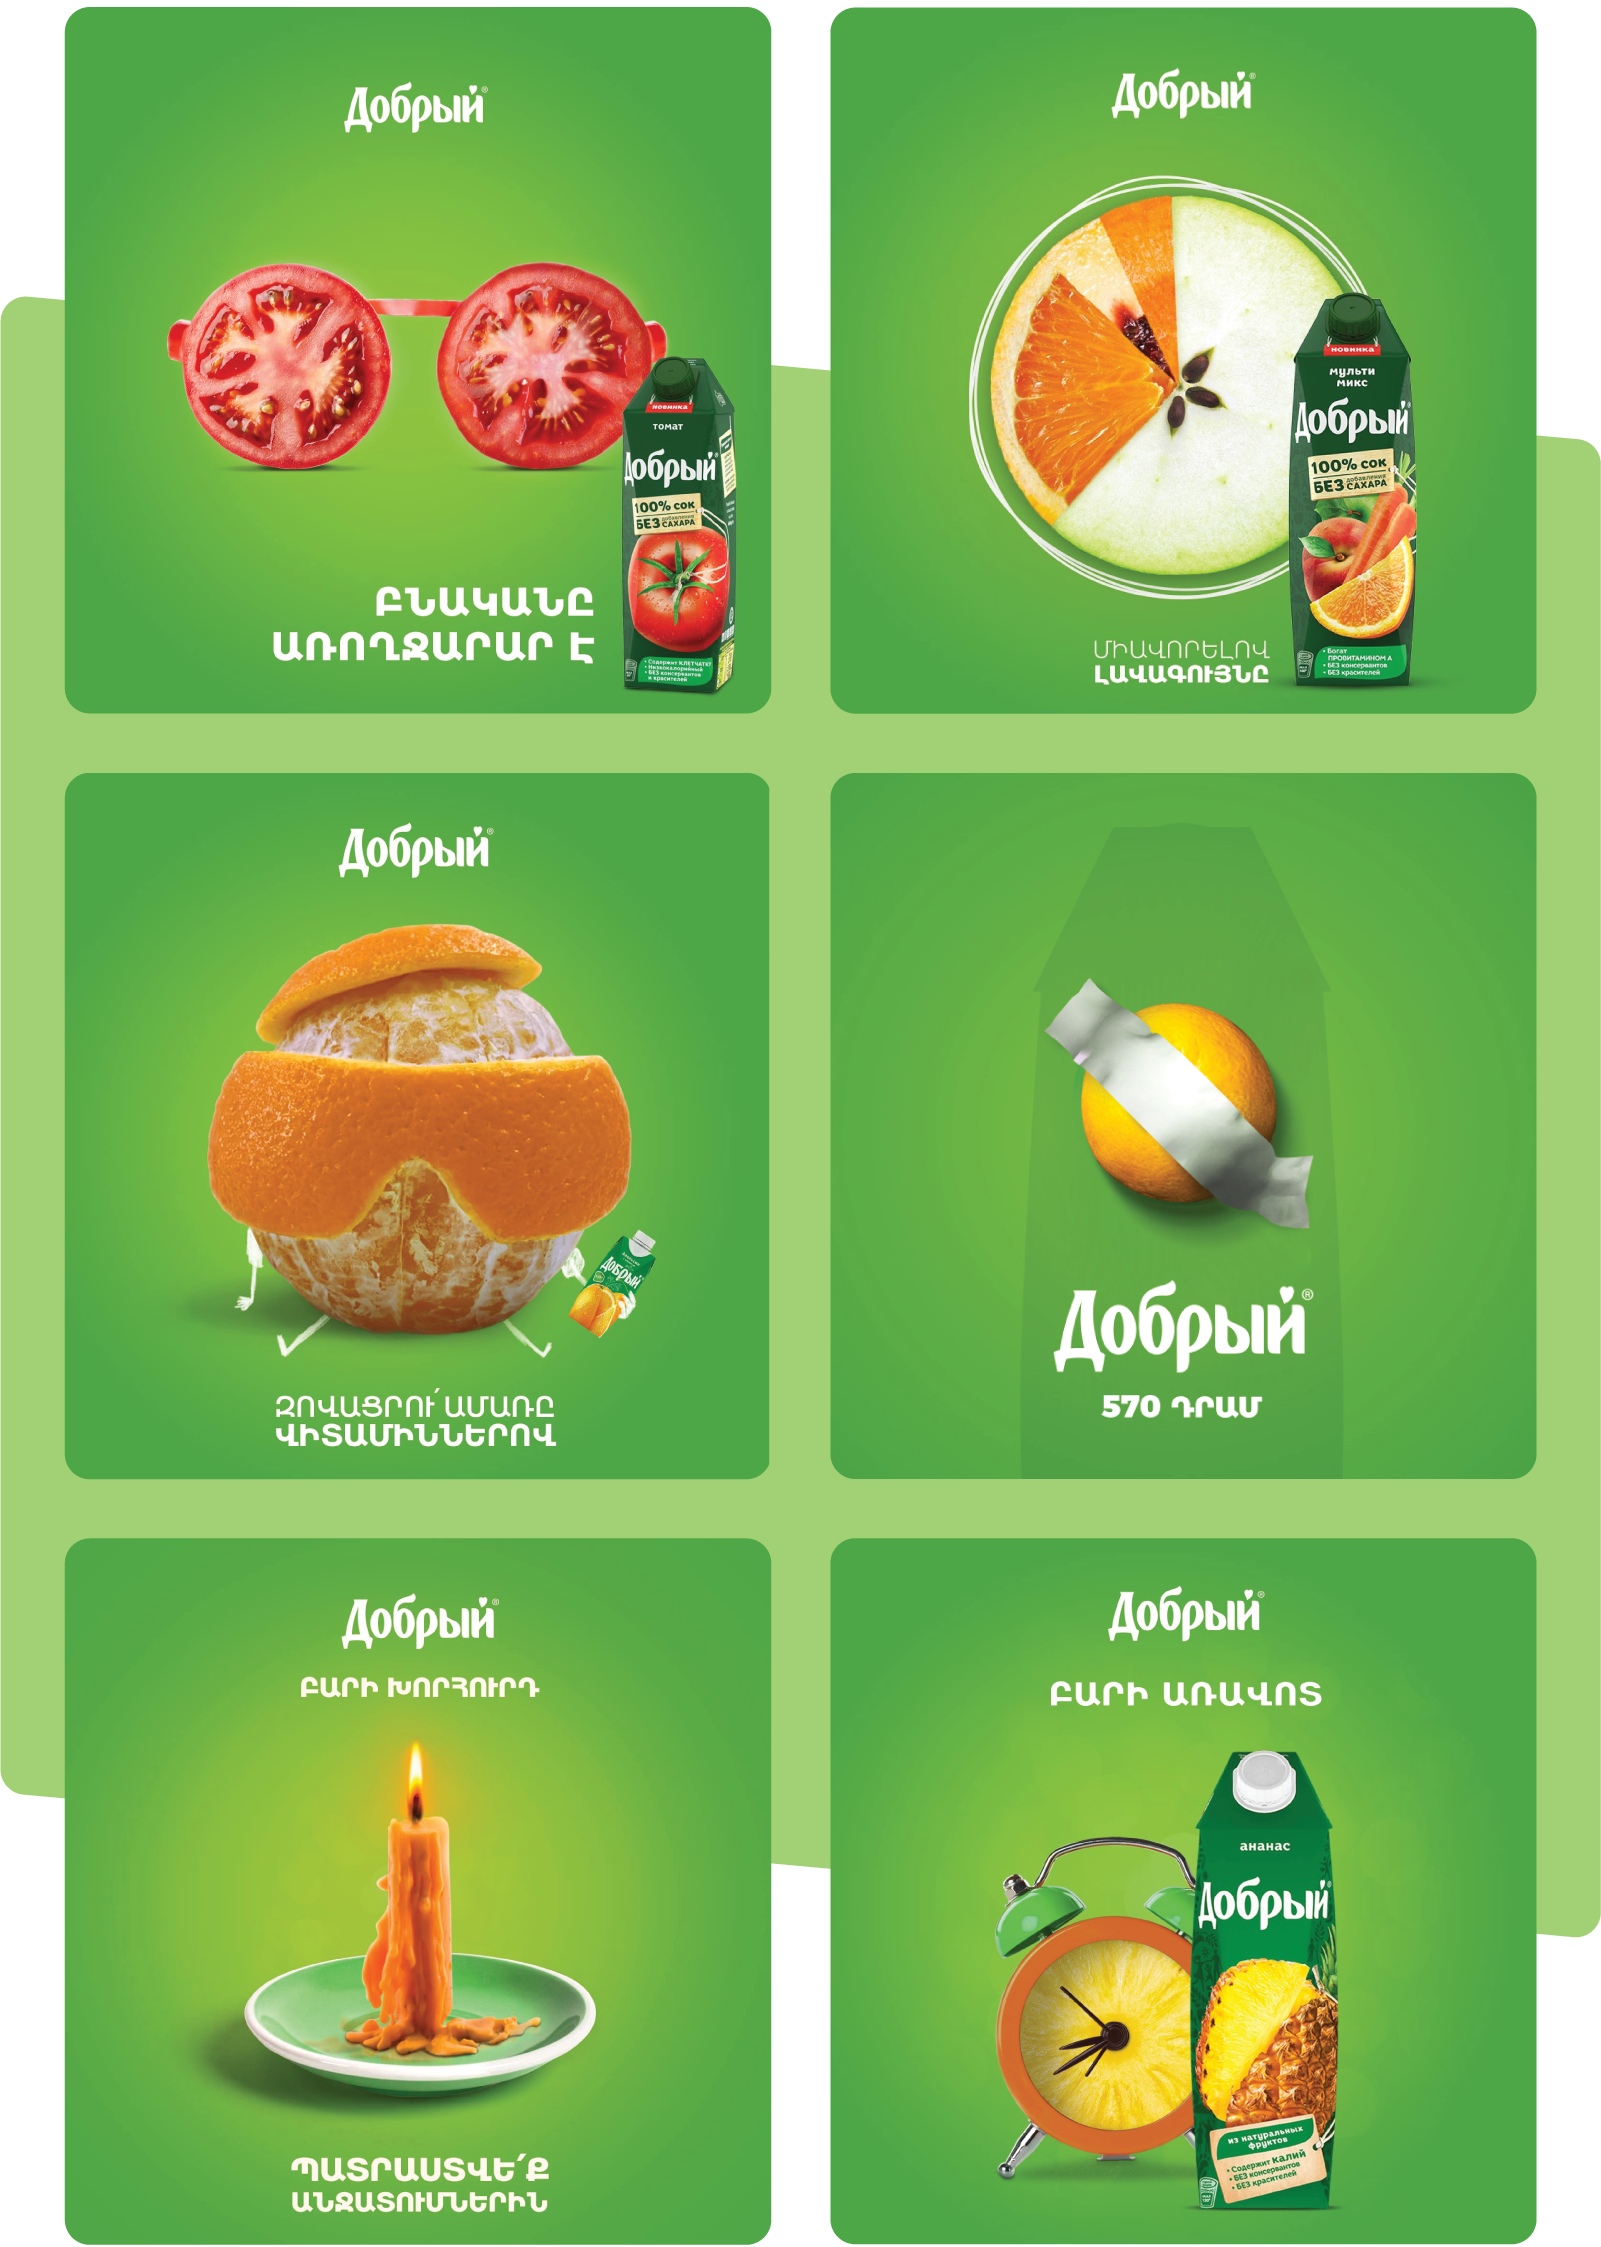 Добрый®
новинка
томат
Добрый®
100% сок
БЕЗ добавления САХАРА
• Содержит КЛЕТЧАТКУ
• Низкокалорийный
• БЕЗ консервантов
и красителей
ԲՆԱԿԱՆԸ
ԱՌՈՂՋԱՐԱՐ Է
Добрый®
новинка
мульти
микс
Добрый®
100% сок
БЕЗ добавления САХАРА
• Богат
ПРОВИТАМИНОМ А
• БЕЗ консервантов
• БЕЗ красителей
ՄԻԱՎՈՐԵԼՈՎ
ԼԱՎԱԳՈՒՅՆԸ
Добрый®
Добрый
ԶՈՎԱՑՐՈՒ՛ ԱՄԱՌԸ
ՎԻՏԱՄԻՆՆԵՐՈՎ
Добрый®
570 ԴՐԱՄ
Добрый®
ԲԱՐԻ ԽՈՐՀՈՒՐԴ
ՊԱՏՐԱՍՏՎԵ՛Ք
ԱՆՋԱՏՈՒՄՆԵՐԻՆ
Добрый®
ԲԱՐԻ ԱՌԱՎՈՏ
ананас
Добрый®
из натуральных
фруктов
• Содержит КАЛИЙ
• БЕЗ консервантов
• БЕЗ красителей